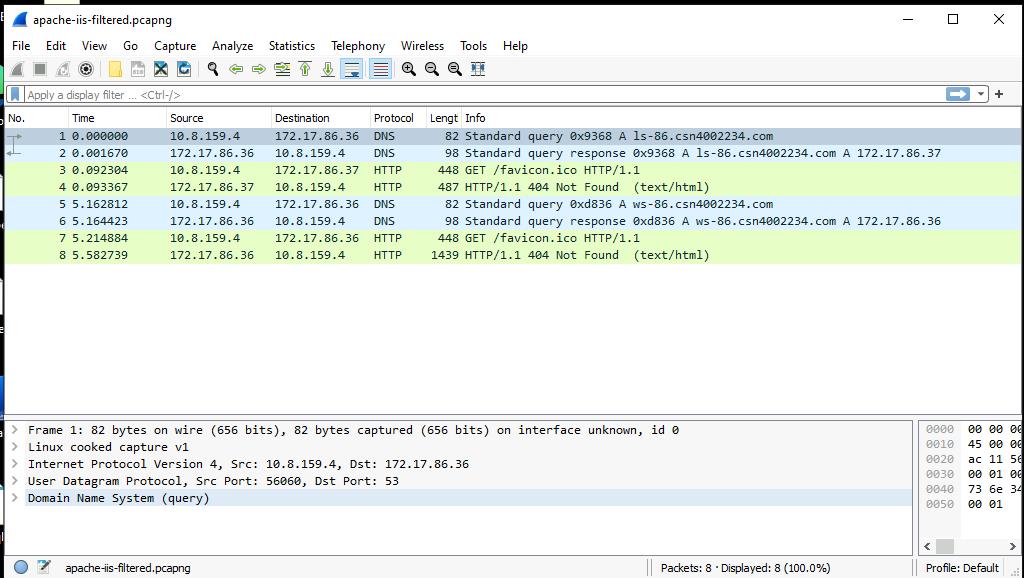 apache-iis-filtered.pcapng
File Edit View Go Capture Analyze Statistics Telephony Wireless Tools Help
Apply a display filter ... <Ctrl-/>
No. Time Source Destination Protocol Lengt Info
1 0.000000 10.8.159.4 172.17.86.36 DNS 82 Standard query 0x9368 A ls-86.csn4002234.com
2 0.001670 172.17.86.36 10.8.159.4 DNS 98 Standard query response 0x9368 A ls-86.csn4002234.com A 172.17.86.37
3 0.092304 10.8.159.4 172.17.86.37 HTTP 448 GET /favicon.ico HTTP/1.1
4 0.093367 172.17.86.37 10.8.159.4 HTTP 487 HTTP/1.1 404 Not Found (text/html)
5 5.162812 10.8.159.4 172.17.86.36 DNS 82 Standard query 0xd836 A ws-86.csn4002234.com
6 5.164423 172.17.86.36 10.8.159.4 DNS 98 Standard query response 0xd836 A ws-86.csn4002234.com A 172.17.86.36
7 5.214884 10.8.159.4 172.17.86.36 HTTP 448 GET /favicon.ico HTTP/1.1
8 5.582739 172.17.86.36 10.8.159.4 HTTP 1439 HTTP/1.1 404 Not Found (text/html)
Frame 1: 82 bytes on wire (656 bits), 82 bytes captured (656 bits) on interface unknown, id 0
Linux cooked capture v1
Internet Protocol Version 4, Src: 10.8.159.4, Dst: 172.17.86.36
User Datagram Protocol, Src Port: 56060, Dst Port: 53
Domain Name System (query)
0000 00 00 00
0010 45 00 00
0020 ac 11 56
0030 00 01 00
0040 73 6e 34
0050 00 01
apache-iis-filtered.pcapng
Packets: 8 · Displayed: 8 (100.0%)
Profile: Default